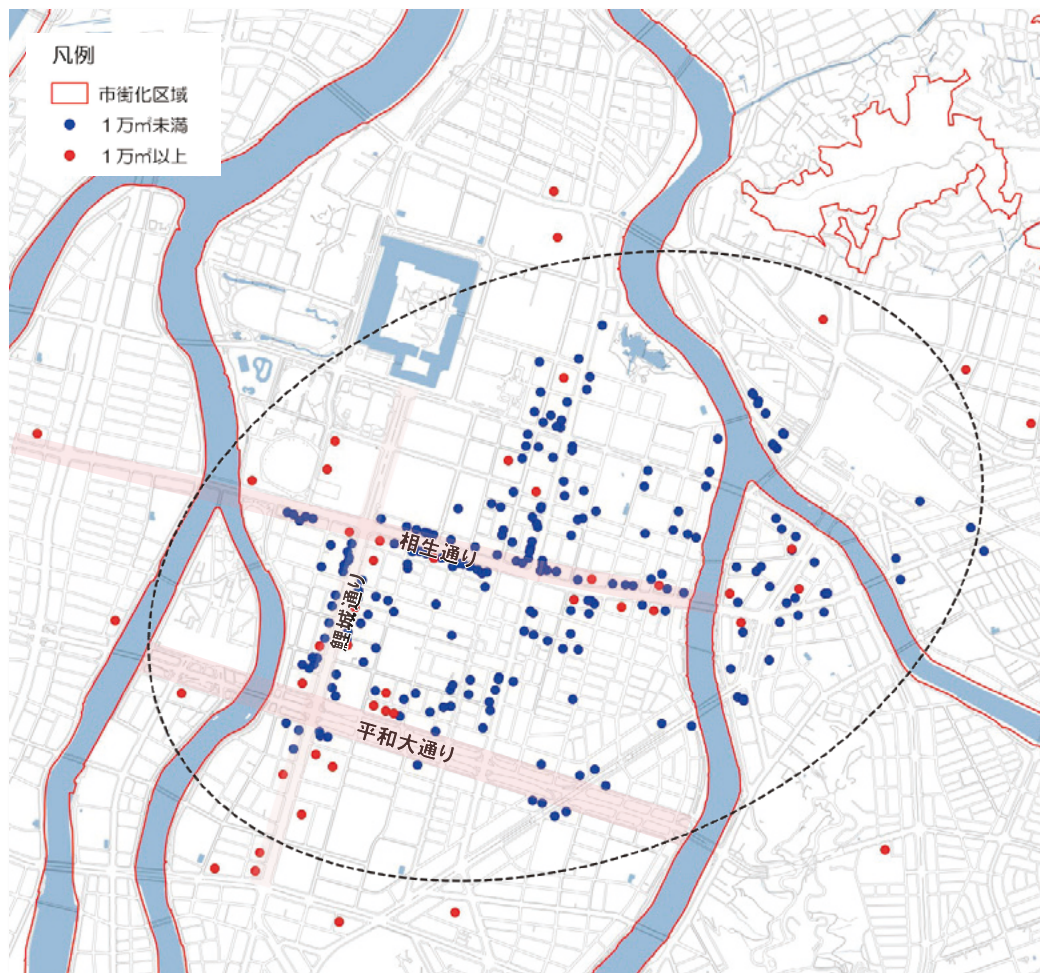 凡例
市街化区域
1万㎡未満
1万㎡以上
相生通り
鯉城通り
平和大通り